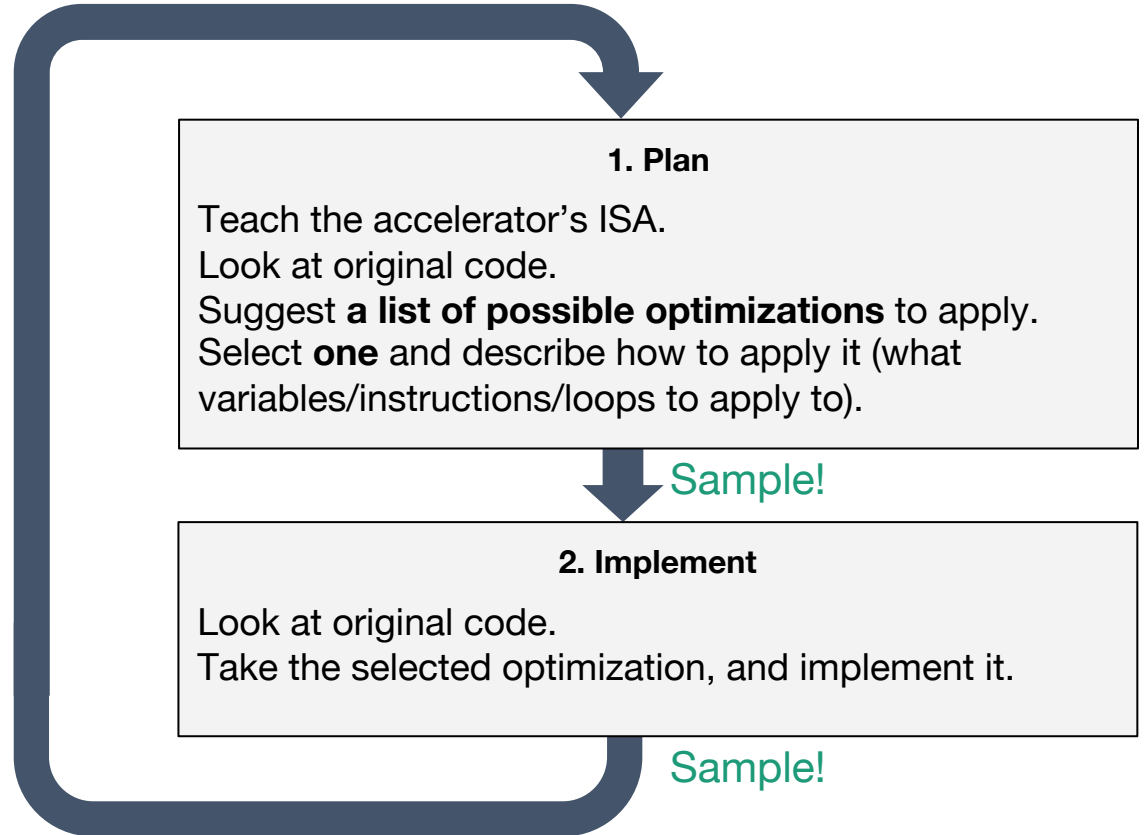 1. Plan
Teach the accelerator’s ISA.
Look at original code.
Suggest a list of possible optimizations to apply.
Select one and describe how to apply it (what
variables/instructions/loops to apply to).
Sample!
2. Implement
Look at original code.
Take the selected optimization, and implement it.
Sample!